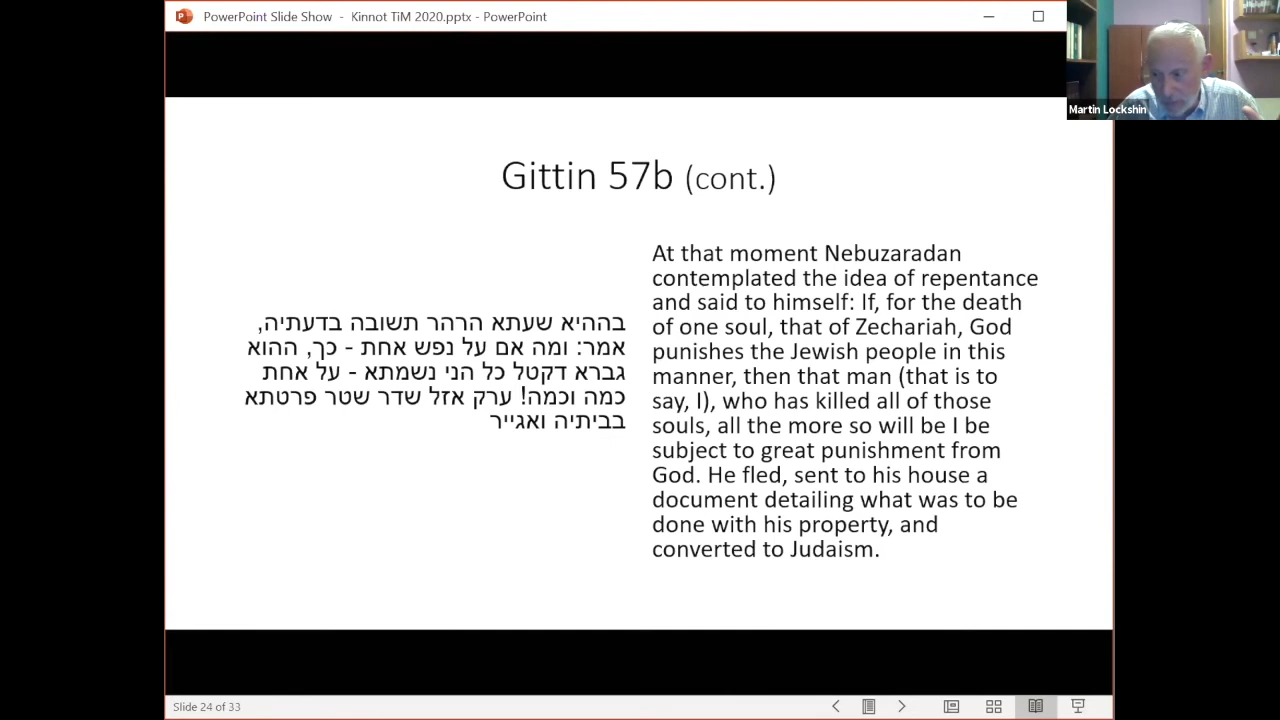 PowerPoint Slide Show - Kinnot TiM 2020.pptx - PowerPoint
Martin Lockshin
Gittin 57b (cont.)
בההיא שעתא הרהר תשובה בדעתיה,
אמר: ומה אם על נפש אחת - כך, ההוא
גברא דקטל כל הני נשמתא - על אחת
כמה וכמה! ערק אזל שדר שטר פרטתא
בביתיה ואגייר
At that moment Nebuzaradan
contemplated the idea of repentance
and said to himself: If, for the death
of one soul, that of Zechariah, God
punishes the Jewish people in this
manner, then that man (that is to
say, I), who has killed all of those
souls, all the more so will be I be
subject to great punishment from
God. He fled, sent to his house a
document detailing what was to be
done with his property, and
converted to Judaism.
Slide 24 of 33